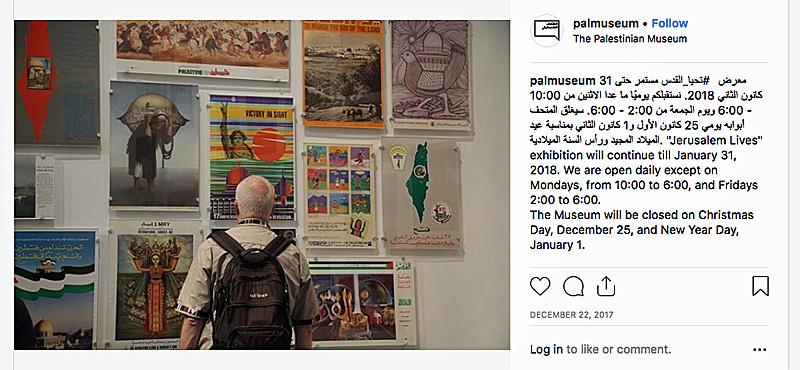 30 MARCH THE DAY OF THE LAND
PALESTINE فلسطين
VICTORY IN SIGHT
palmuseum • Follow
The Palestinian Museum
palmuseum معرض #تحيا_القدس مستمر حتى 31
كانون الثاني 2018. نستقبلكم يوميًا ما عدا الاثنين من 10:00
- 6:00 ويوم الجمعة من 2:00 - 6:00. سيغلق المتحف
أبوابه يومي 25 كانون الأول و1 كانون الثاني بمناسبة عيد
الميلاد المجيد ورأس السنة الميلادية. "Jerusalem Lives"
exhibition will continue till January 31,
2018. We are open daily except on
Mondays, from 10:00 to 6:00, and Fridays
2:00 to 6:00.
The Museum will be closed on Christmas
Day, December 25, and New Year Day,
January 1.
DECEMBER 22, 2017
Log in to like or comment.